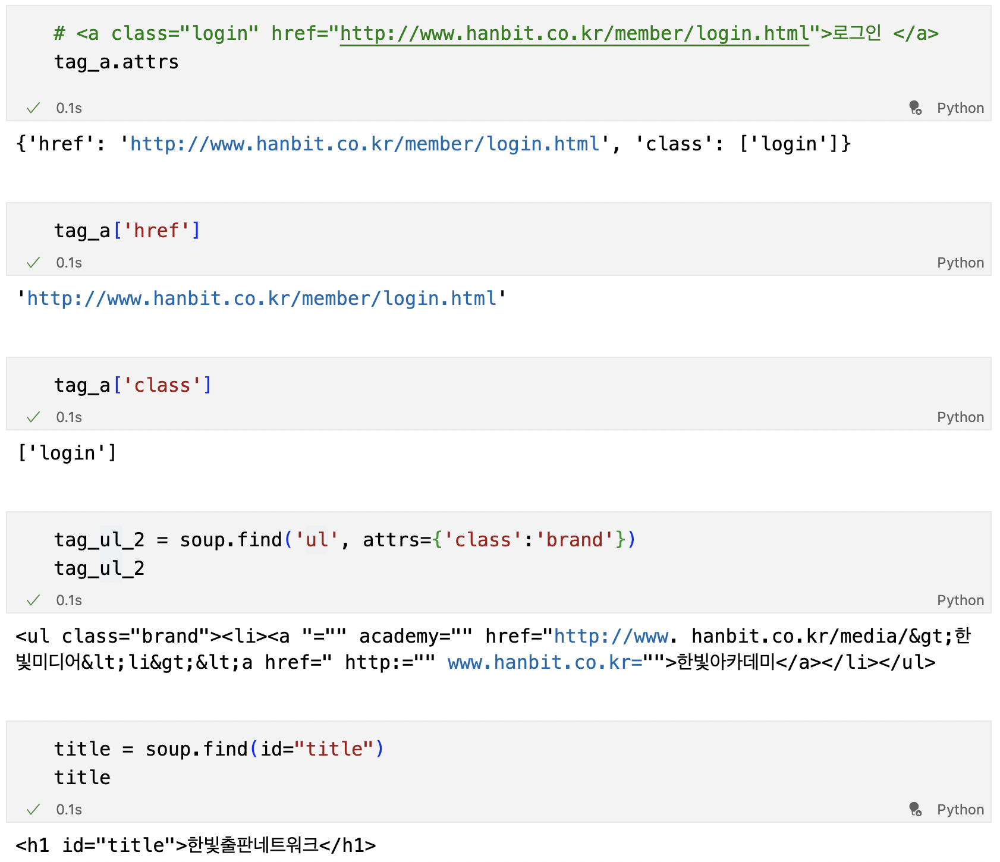 # <a class="login" href="http://www.hanbit.co.kr/member/login.html">로그인 </a>
tag_a.attrs
0.1s
Python
{'href': 'http://www.hanbit.co.kr/member/login.html', 'class': ['login']}
tag_a['href']
0.1s
Python
'http://www.hanbit.co.kr/member/login.html'
tag_a['class']
0.1s
Python
['login']
tag_ul_2 = soup.find('ul', attrs={'class':'brand'})
tag_ul_2
0.1s
Python
<ul class="brand"><li><a "="" academy="" href="http://www. hanbit.co.kr/media/&gt;한
빛미디어&lt;li&gt;&lt;a href=" http:="" www.hanbit.co.kr="">한빛아카데미</a></li></ul>
title = soup.find(id="title")
title
0.1s
Python
<h1 id="title">한빛출판네트워크</h1>